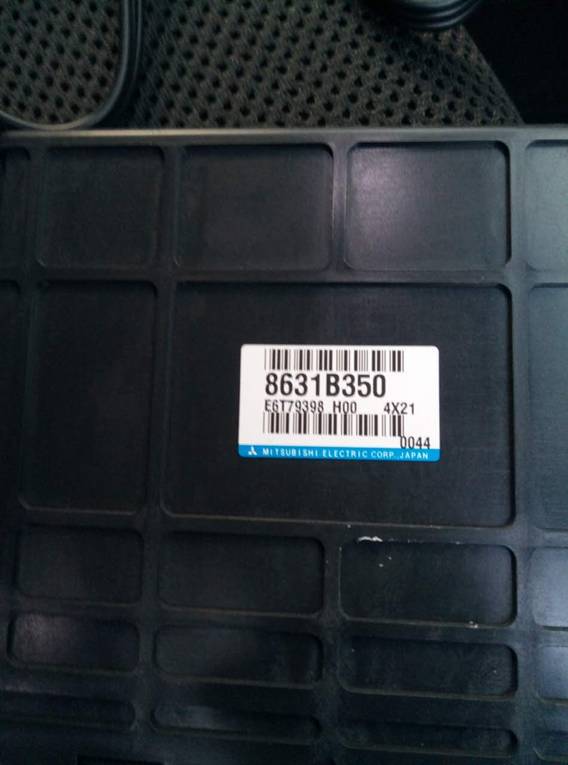 8631B350
E6T79398 H00 4X21
0044
MITSUBISHI ELECTRIC CORP., JAPAN